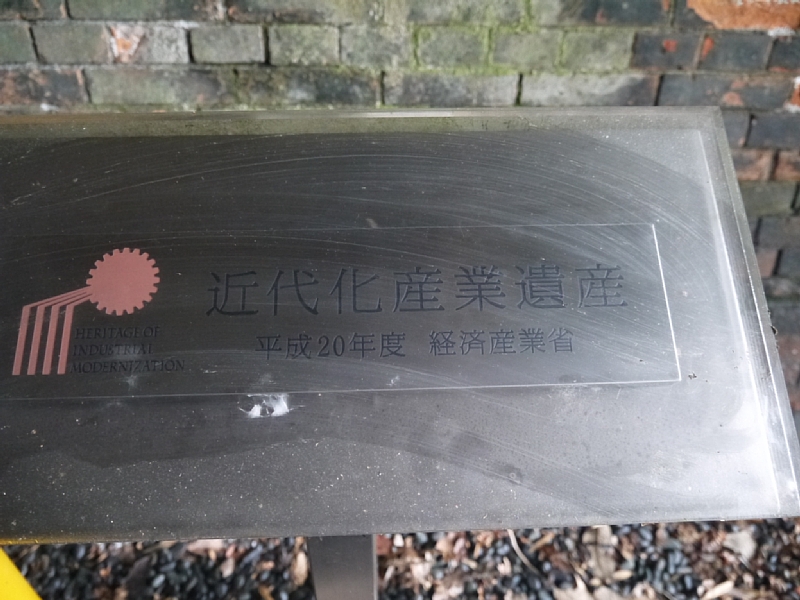 近代化産業遺産
平成20年度 経済産業省
HERITAGE OF
INDUSTRIAL
MODERNIZATION